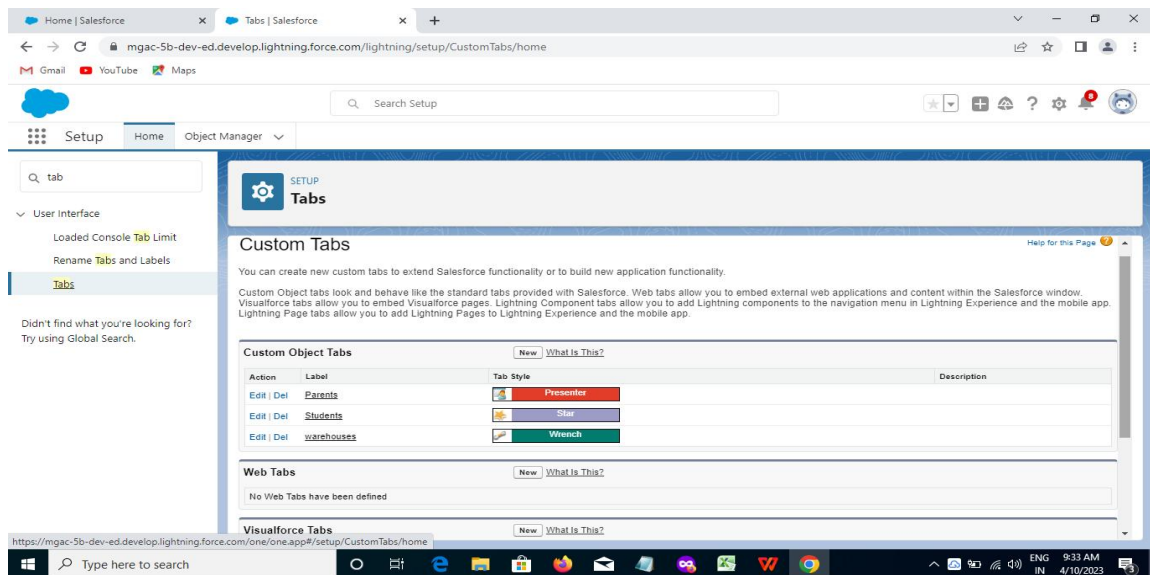 Home | Salesforce
Tabs | Salesforce
mgac-5b-dev-ed.develop.lightning.force.com/lightning/setup/CustomTabs/home
Gmail YouTube Maps
Search Setup
8
Setup Home Object Manager
tab
User Interface
Loaded Console Tab Limit
Rename Tabs and Labels
Tabs
Didn't find what you're looking for?
Try using Global Search.
SETUP
Tabs
Custom Tabs
Help for this Page
You can create new custom tabs to extend Salesforce functionality or to build new application functionality.
Custom Object tabs look and behave like the standard tabs provided with Salesforce. Web tabs allow you to embed external web applications and content within the Salesforce window.
Visualforce tabs allow you to embed Visualforce pages. Lightning Component tabs allow you to add Lightning components to the navigation menu in Lightning Experience and the mobile app.
Lightning Page tabs allow you to add Lightning Pages to Lightning Experience and the mobile app.
Custom Object Tabs New What Is This?
Action Label Tab Style Description
Edit | Del Parents Presenter
Edit | Del Students Star
Edit | Del warehouses Wrench
Web Tabs New What Is This?
No Web Tabs have been defined
Visualforce Tabs New What Is This?
https://mgac-5b-dev-ed.develop.lightning.force.com/one/one.app#/setup/CustomTabs/home
Type here to search
ENG
IN
9:33 AM
4/10/2023
3